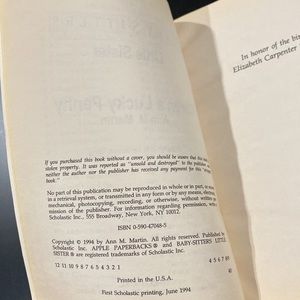 In honor of the
Elizabeth Carpenter
If you purchased this book without a cover, you should be aware that this
stolen property. It was reported as "unsold and destroyed" to the publisher,
neither the author nor the publisher has received any payment for this
book."
No part of this publication may be reproduced in whole or in part, or
in a retrieval system, or transmitted in any form or by any means, electronic,
mechanical, photocopying, recording, or otherwise, without written
mission of the publisher. For information regarding permission, write to
Scholastic Inc., 555 Broadway, New York, NY 10012.
ISBN 0-590-47048-5
Copyright © 1994 by Ann M. Martin. All rights reserved. Published by
Scholastic Inc. APPLE PAPERBACKS ® and BABY-SITTERS LITTLE
SISTER ® are registered trademarks of Scholastic Inc.
12 11 10 9 8 7 6 5 4 3 2 1
4 5 6 7 8/9
40
Printed in the U.S.A.
First Scholastic printing, June 1994